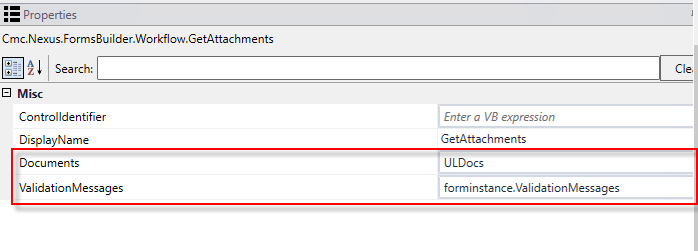 Properties
Cmc.Nexus.FormsBuilder.Workflow.GetAttachments
A Z Search: Clea
Misc
ControlIdentifier Enter a VB expression
DisplayName GetAttachments
Documents ULDocs
ValidationMessages forminstance.ValidationMessages